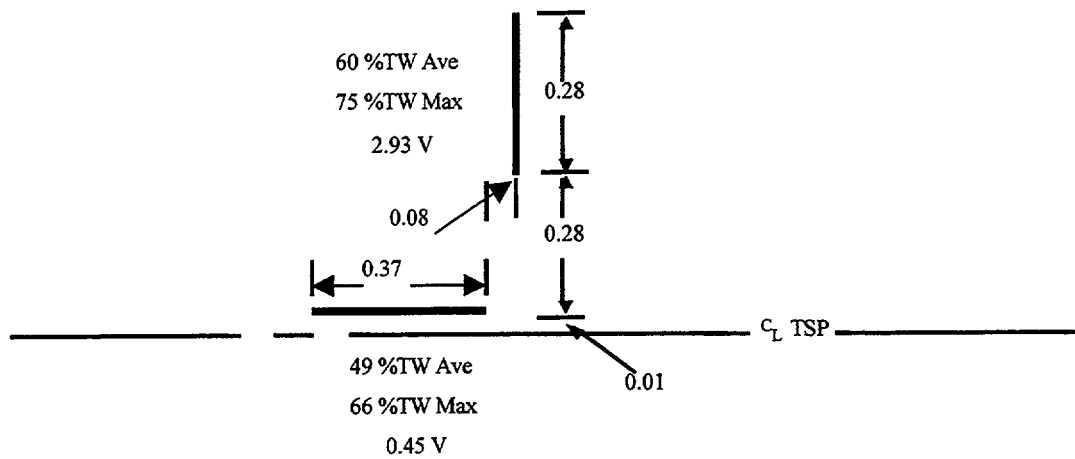 60 %TW Ave
75 %TW Max
2.93 V
0.28
0.08
0.28
0.37
CL TSP
49 %TW Ave
66 %TW Max
0.45 V
0.01